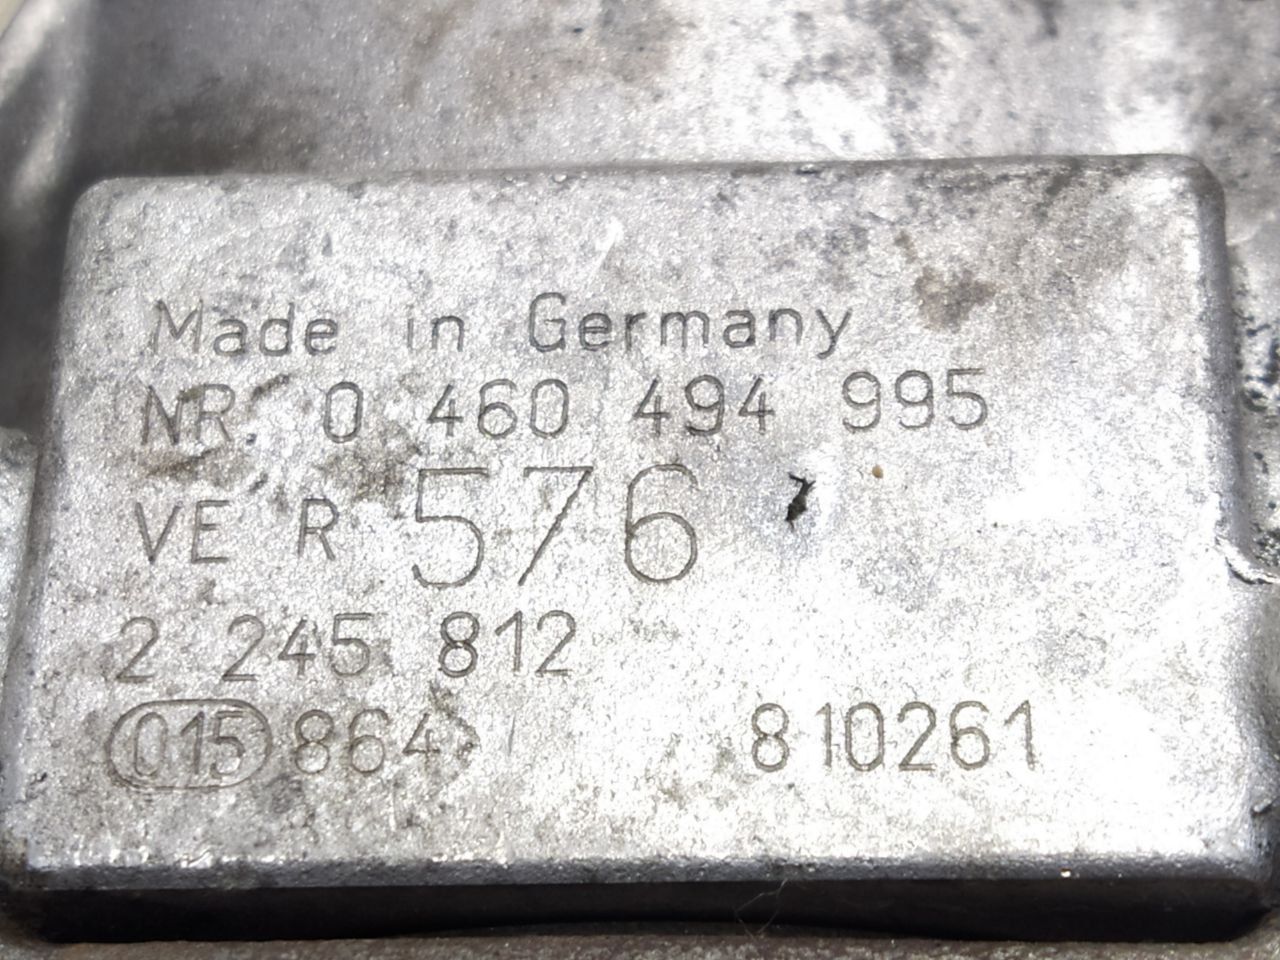 Made in Germany
NR. 0 460 494 995
VE R 576
2 245 812
015 864 810261